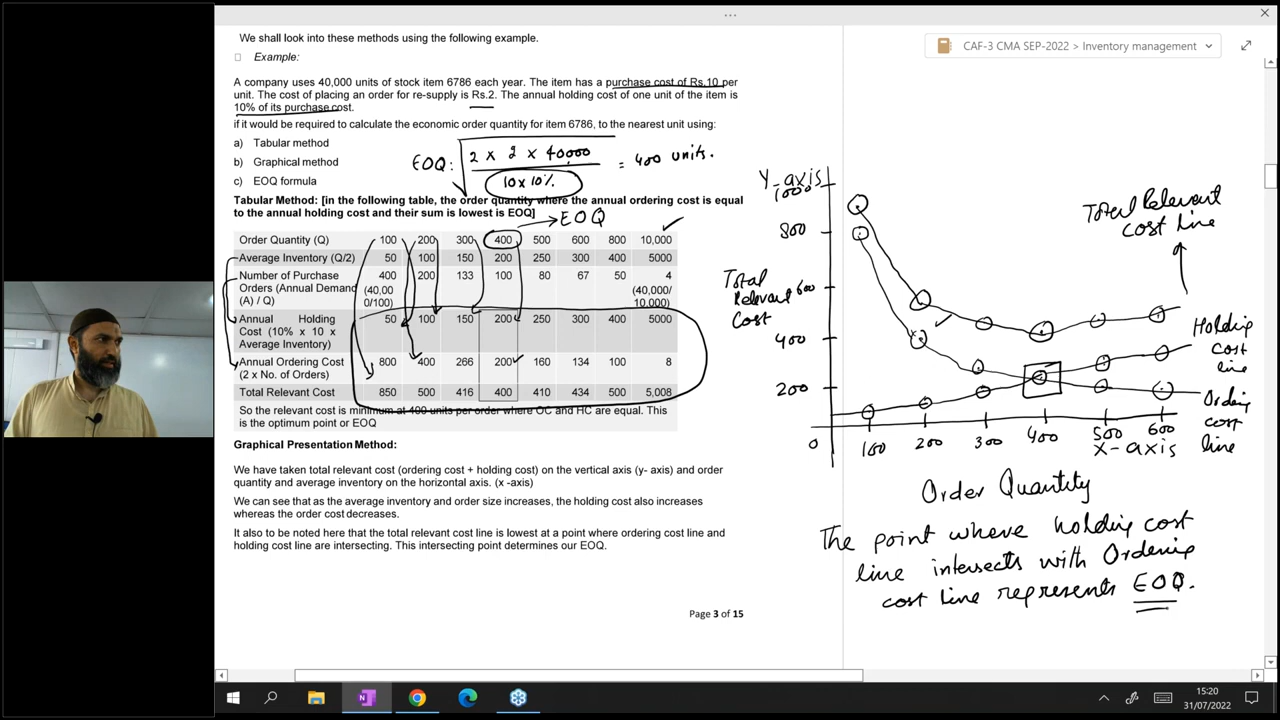 We shall look into these methods using the following example.
Example:
A company uses 40,000 units of stock item 6786 each year. The item has a purchase cost of Rs.10 per
unit. The cost of placing an order for re-supply is Rs.2. The annual holding cost of one unit of the item is
10% of its purchase cost.
if it would be required to calculate the economic order quantity for item 6786, to the nearest unit using:
a) Tabular method
b) Graphical method
c) EOQ formula
EOQ: √ 2 x 2 x 40,000
10x10%
= 400 units.
Tabular Method: [in the following table, the order quantity where the annual ordering cost is equal
to the annual holding cost and their sum is lowest is EOQ]
EOQ
Order Quantity (Q) 100 200 300 400 500 600 800 10,000
Average Inventory (Q/2) 50 100 150 200 250 300 400 5000
Number of Purchase 400 200 133 100 80 67 50 4
Orders (Annual Demand (40,00 (40,000/
(A) / Q) 0/100) 10,000)
Annual Holding 50 100 150 200 250 300 400 5000
Cost (10% x 10 x
Average Inventory)
Annual Ordering Cost 800 400 266 200 160 134 100 8
(2 x No. of Orders)
Total Relevant Cost 850 500 416 400 410 434 500 5,008
So the relevant cost is minimum at 400 units per order where OC and HC are equal. This
is the optimum point or EOQ
Graphical Presentation Method:
We have taken total relevant cost (ordering cost + holding cost) on the vertical axis (y- axis) and order
quantity and average inventory on the horizontal axis. (x -axis)
We can see that as the average inventory and order size increases, the holding cost also increases
whereas the order cost decreases.
It also to be noted here that the total relevant cost line is lowest at a point where ordering cost line and
holding cost line are intersecting. This intersecting point determines our EOQ.
Page 3 of 15
CAF-3 CMA SEP-2022 > Inventory management
Y-axis
1000
800
600
400
200
0
Total
Relevant
Cost
Total Relevant
cost line
Holding
cost
line
Ordering
cost
line
100 200 300 400 500 600
X-axis
Order Quantity
The point where holding cost
line intersects with Ordering
cost line represents EOQ.
15:20
31/07/2022